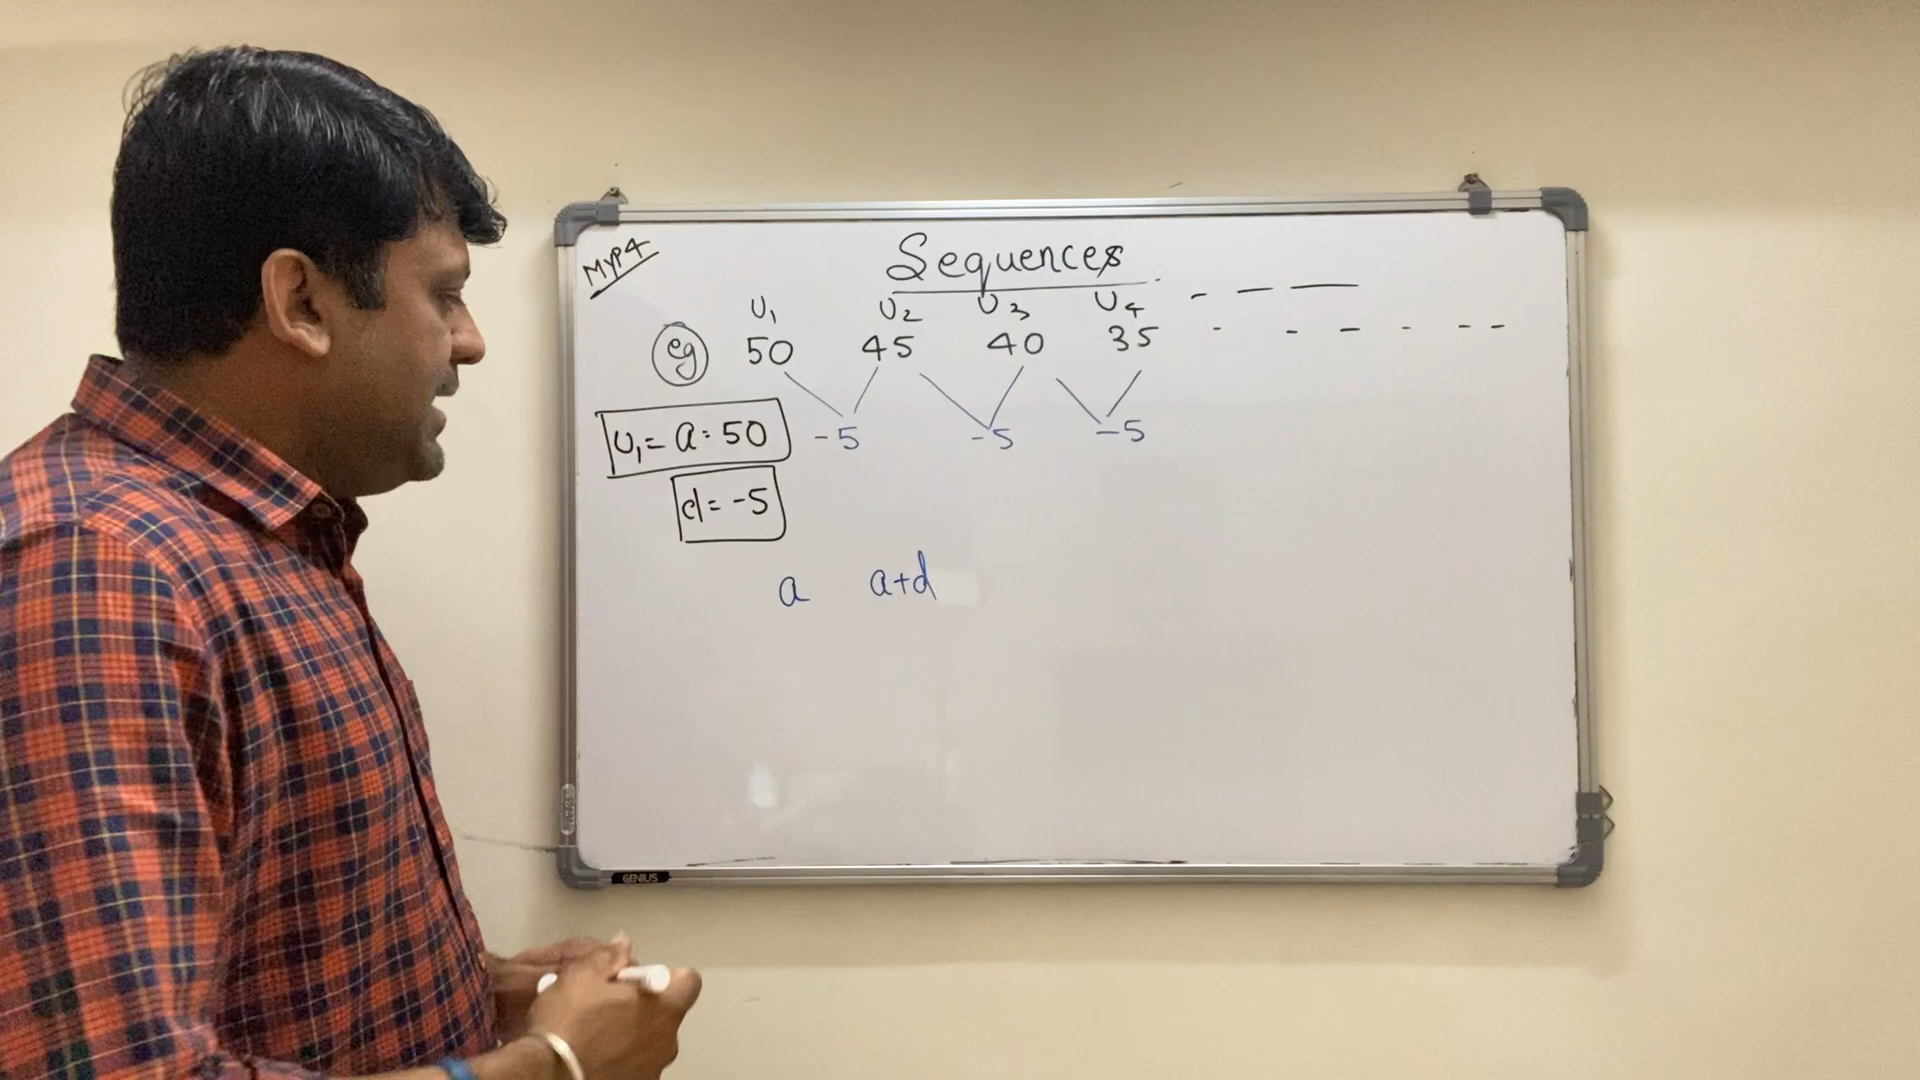 MYP4
Sequences
U₁ U₂ U₃ U₄ - — —
eg 50 45 40 35 - - - - - -
U₁ = a = 50 -5 -5 -5
d = -5
a a+d
GENIUS